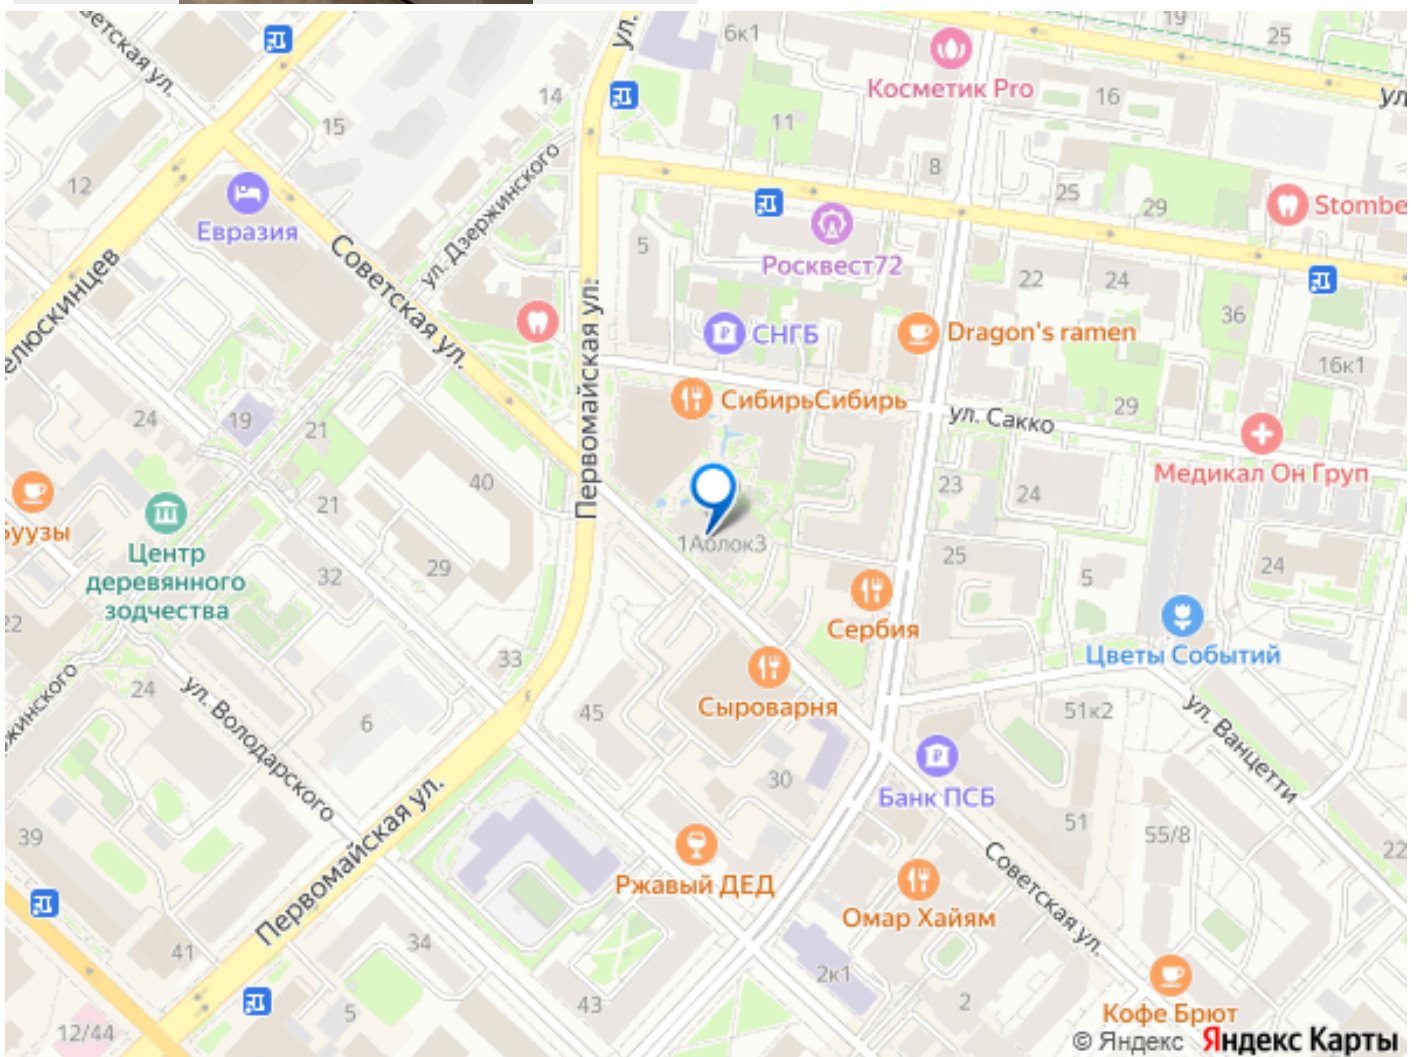 6к1
19
25
Косметик Pro
ул.
14
16
15
11
12
8
25
29
Stombe
Евразия
Советская ул.
ул. Дзержинского
5
Росквест72
22
24
36
СНГБ
Dragon's ramen
16к1
Первомайская ул.
СибирьСибирь
24
19
21
29
ул. Сакко
Медикал Он Груп
40
23
24
21
Центр
деревянного
зодчества
32
29
1Аблок3
25
5
24
22
Сербия
33
Цветы Событий
24
ул. Володарского
6
45
Сыроварня
51к2
ул. Ванцетти
30
Банк ПСБ
39
Первомайская ул.
51
55/8
22
Ржавый ДЕД
Омар Хайям
Советская ул.
41
34
2к1
2
43
5
12/44
Кофе Брют
© Яндекс Яндекс Карты